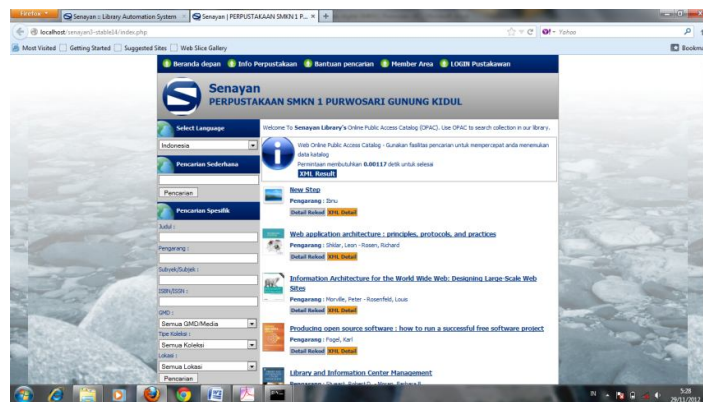 Firefox
Senayan :: Library Automation System
Senayan | PERPUSTAKAAN SMKN 1 P...
localhost/senayan3-stable14/index.php
Yahoo
Most Visited
Getting Started
Suggested Sites
Web Slice Gallery
Bookma
Beranda depan
Info Perpustakaan
Bantuan pencarian
Member Area
LOGIN Pustakawan
Senayan
PERPUSTAKAAN SMKN 1 PURWOSARI GUNUNG KIDUL
Select Language
Indonesia
Pencarian Sederhana
Pencarian
Pencarian Spesifik
Judul :
Pengarang :
Subyek/Subjek :
ISBN/ISSN :
GMD :
Semua GMD/Media
Tipe Koleksi :
Semua Koleksi
Lokasi :
Semua Lokasi
Pencarian
Welcome To Senayan Library's Online Public Access Catalog (OPAC). Use OPAC to search collection in our library.
Web Online Public Access Catalog - Gunakan fasilitas pencarian untuk mempercepat anda menemukan
data katalog
Permintaan membutuhkan 0.00117 detik untuk selesai
XML Result
New Step
Pengarang : Ibnu
Detail Rekod XML Detail
Web application architecture : principles, protocols, and practices
Pengarang : Shklar, Leon - Rosen, Richard
Detail Rekod XML Detail
Information Architecture for the World Wide Web: Designing Large-Scale Web
Sites
Pengarang : Morville, Peter - Rosenfeld, Louis
Detail Rekod XML Detail
Producing open source software : how to run a successful free software project
Pengarang : Fogel, Karl
Detail Rekod XML Detail
Library and Information Center Management
IN
5:28
29/11/2012